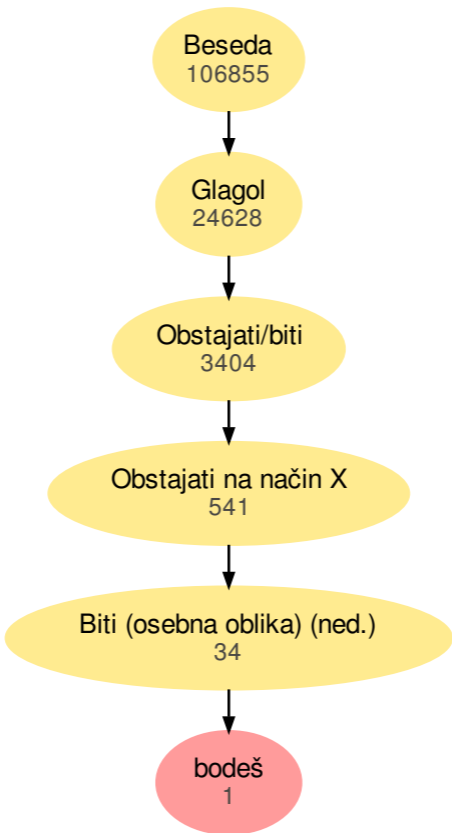 Beseda
106855
Glagol
24628
Obstajati/biti
3404
Obstajati na način X
541
Biti (osebna oblika) (ned.)
34
bodeš
1